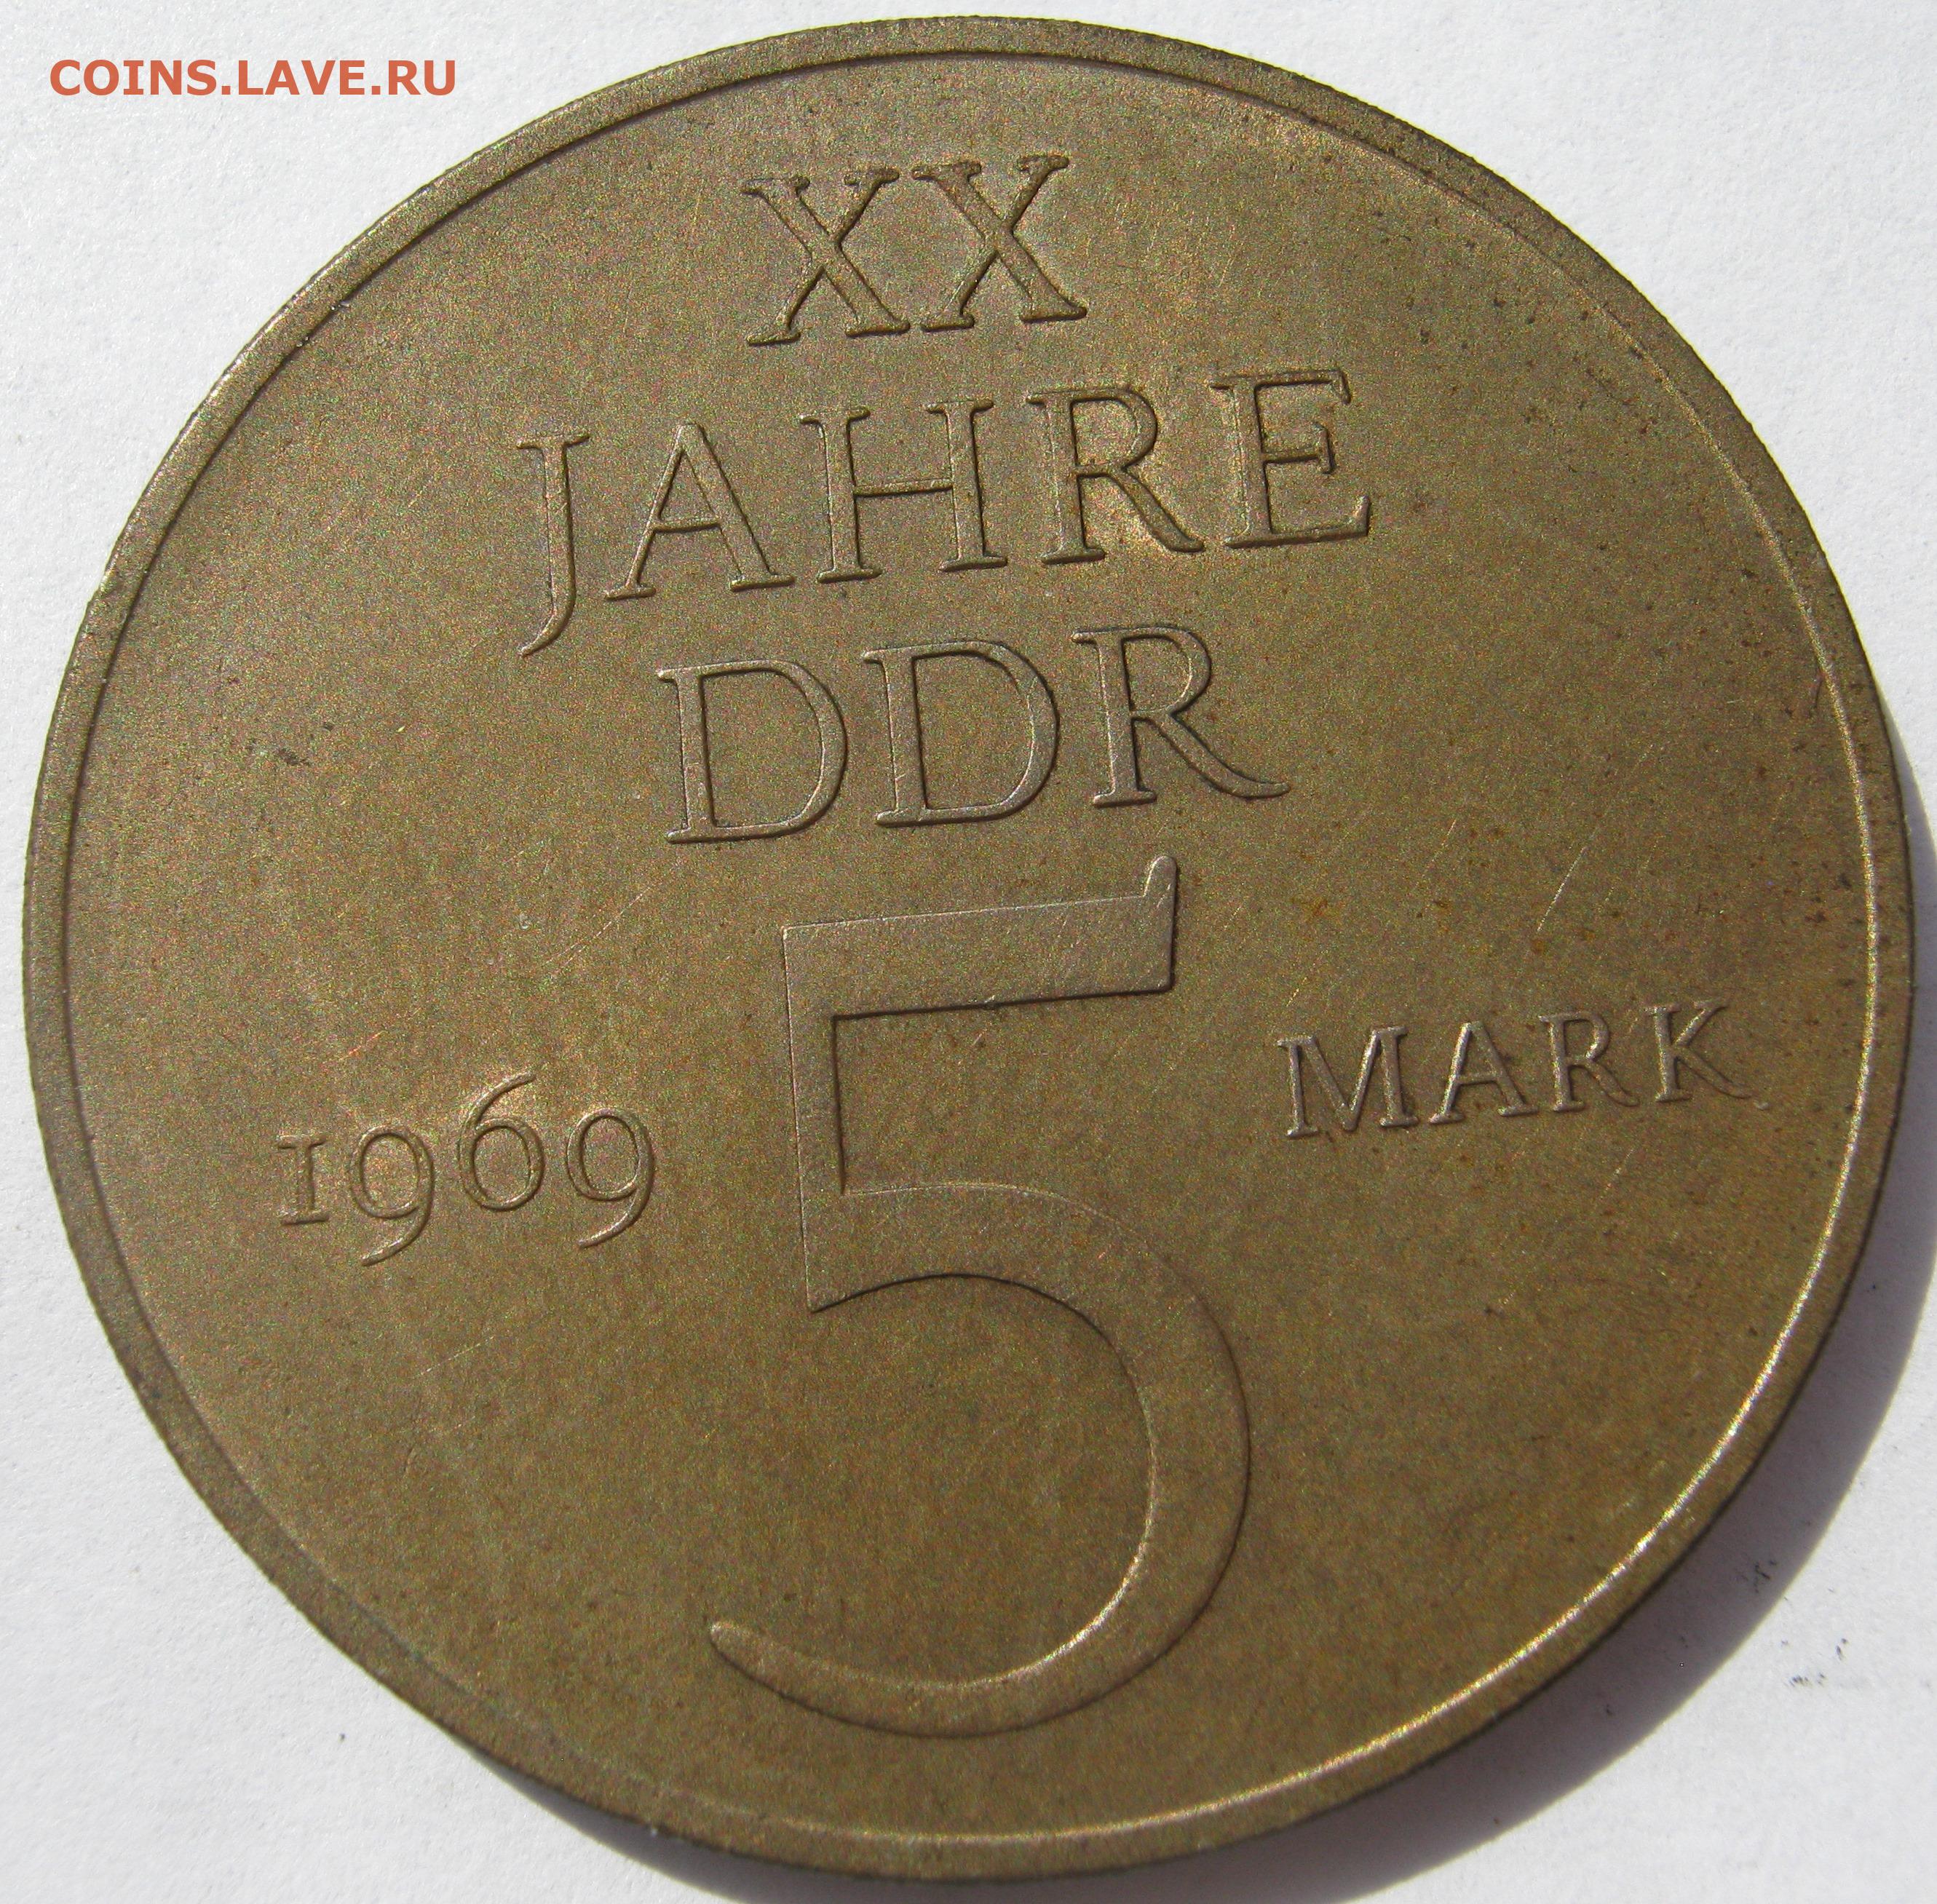 COINS.LAVE.RU
XX
JAHRE
DDR
1969 5 MARK